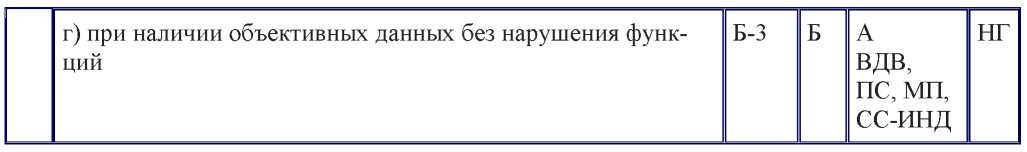 г) при наличии объективных данных без нарушения функ-
ций
Б-3
Б
А
ВДВ,
ПС, МП,
СС-ИНД
НГ